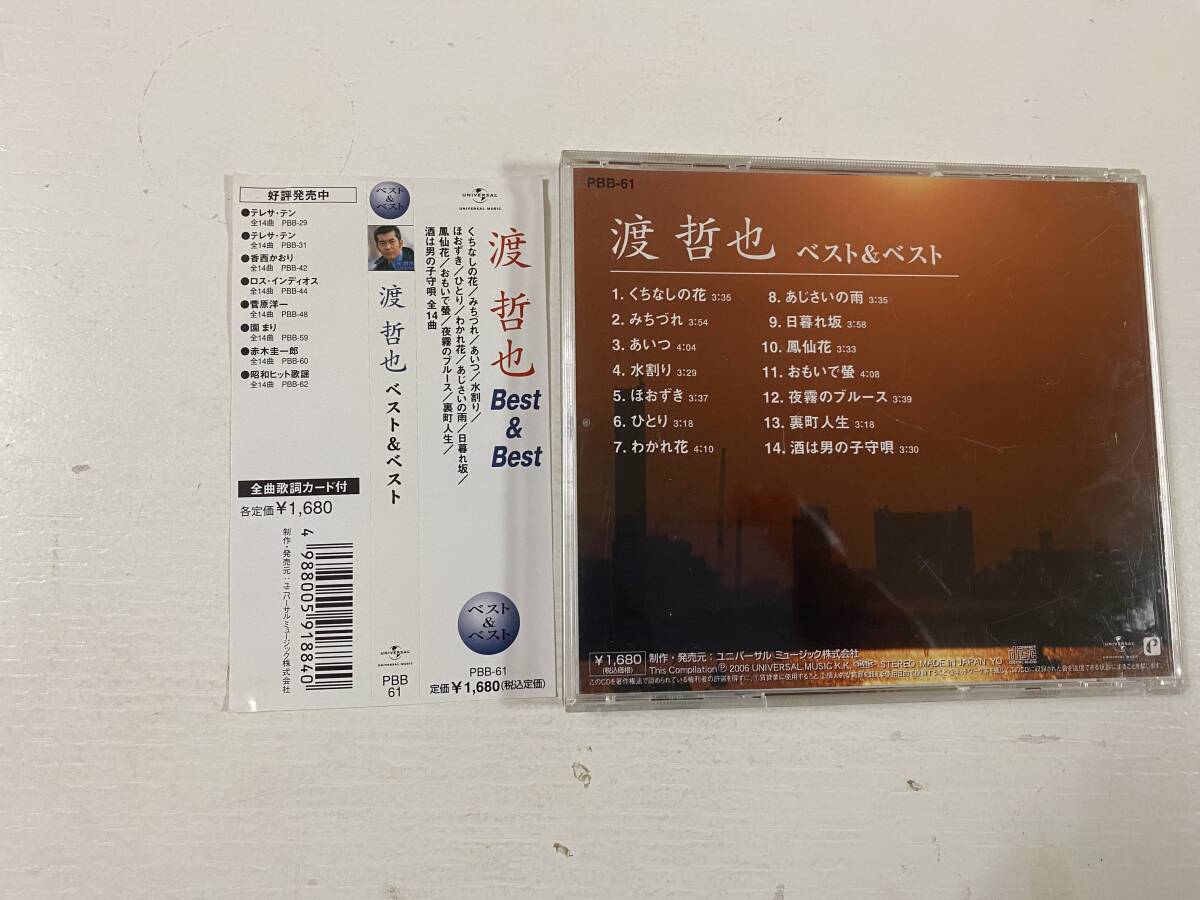 好評発売中
●テレサ・テン
全14曲 PBB-29
●テレサ・テン
全14曲 PBB-31
●香西かおり
全14曲 PBB-42
●ロス・インディオス
全14曲 PBB-44
●菅原洋一
全14曲 PBB-48
●園 まり
全14曲 PBB-59
●赤木圭一郎
全14曲 PBB-60
●昭和ヒット歌謡
全14曲 PBB-62
全曲歌詞カード付
各定価¥1,680
制作・発売元:ユニバーサル ミュージック株式会社
4988005918840
ベスト
&
ベスト
渡 哲也 ベスト&ベスト
UNIVERSAL
UNIVERSAL MUSIC
PBB
61
UNIVERSAL
UNIVERSAL MUSIC
渡 哲也
Best
&
Best
くちなしの花/みちづれ/あいつ/水割り/
ほおずき/ひとり/わかれ花/あじさいの雨/日暮れ坂/
鳳仙花/おもいで螢/夜霧のブルース/裏町人生/
酒は男の子守唄 全14曲
ベスト
&
ベスト
PBB-61
定価¥1,680(税込定価)
PBB-61
渡 哲也 ベスト&ベスト
1. くちなしの花 3:35
2. みちづれ 3:54
3. あいつ 4:04
4. 水割り 3:29
5. ほおずき 3:37
6. ひとり 3:18
7. わかれ花 4:10
8. あじさいの雨 3:35
9. 日暮れ坂 3:58
10. 鳳仙花 3:33
11. おもいで螢 4:08
12. 夜霧のブルース 3:39
13. 裏町人生 3:18
14. 酒は男の子守唄 3:30
¥1,680
(税込価格)
制作・発売元:ユニバーサル ミュージック株式会社
This Compilation Ⓟ 2006 UNIVERSAL MUSIC K.K. STEREO MADE IN JAPAN YO
UNIVERSAL